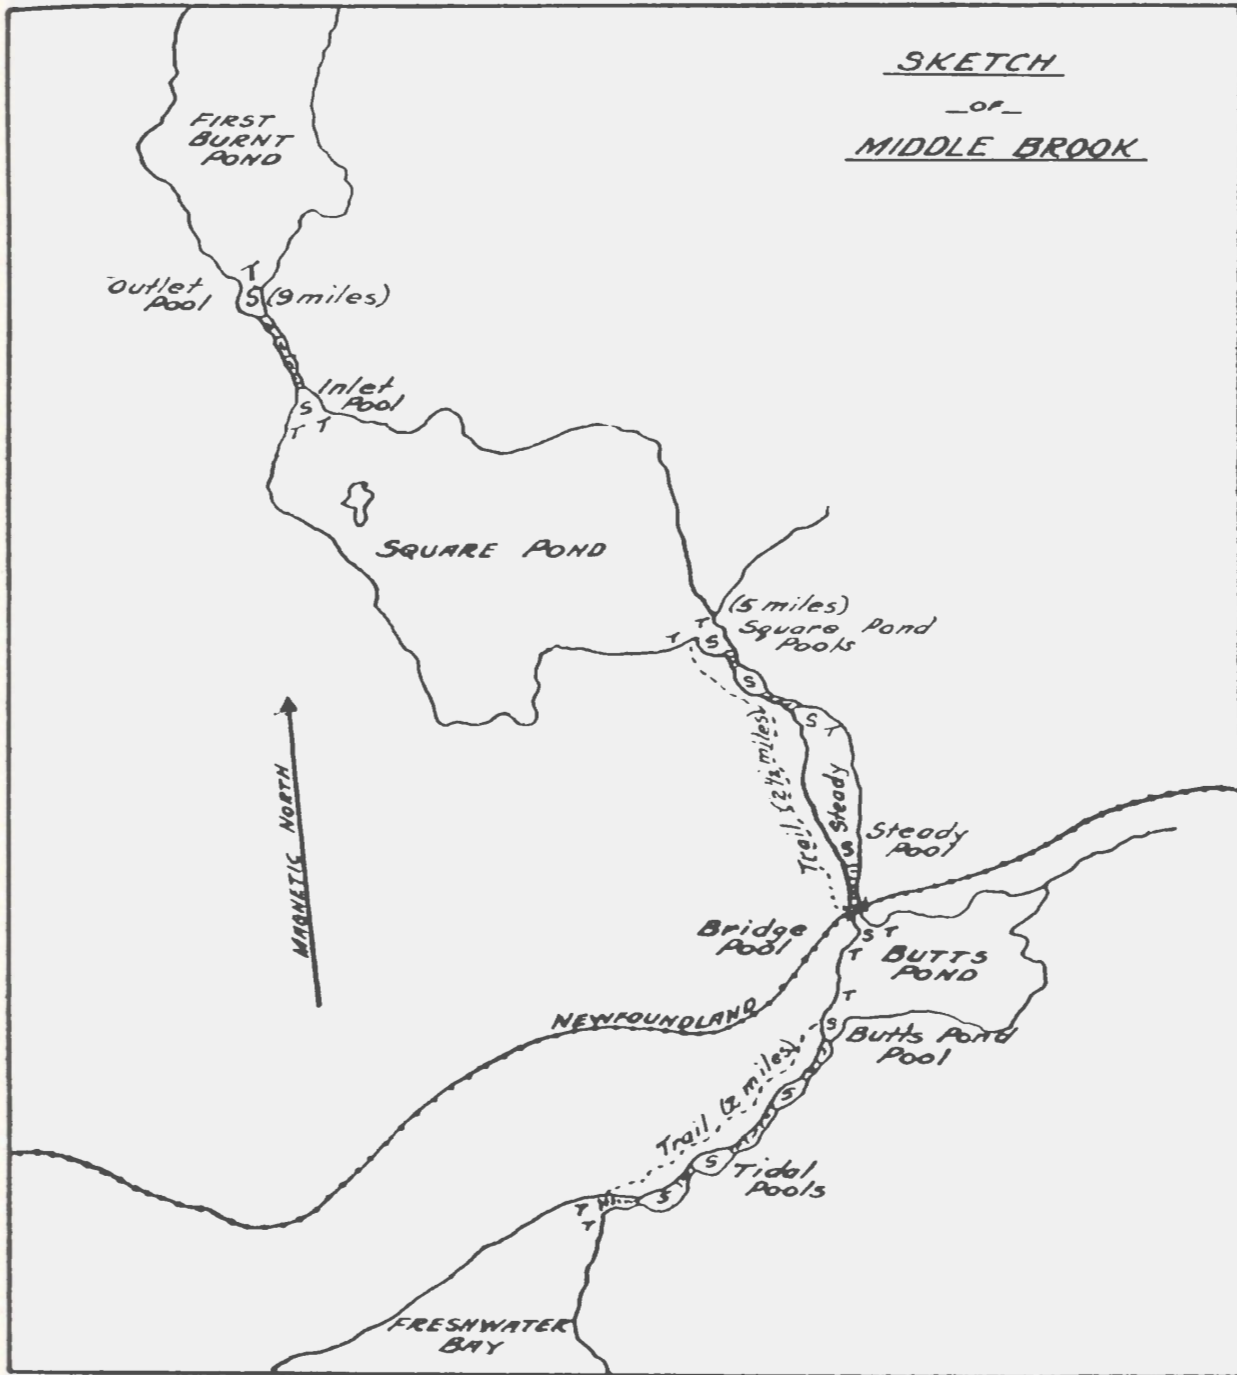 SKETCH
OF
MIDDLE BROOK
FIRST
BURNT
POND
T
Outlet
Pool
S (9 miles)
Inlet
Pool
S
T T
SQUARE POND
(5 miles)
Square Pond
Pools
T
T
S
S
S T
Trail (2½ miles)
Steady
S
Steady
Pool
MAGNETIC NORTH
Bridge
Pool
S T
T
BUTTS
POND
T
NEWFOUNDLAND
S
Butts Pond
Pool
Trail (2 miles)
S
S
Tidal
Pools
S
T
T
FRESHWATER
BAY